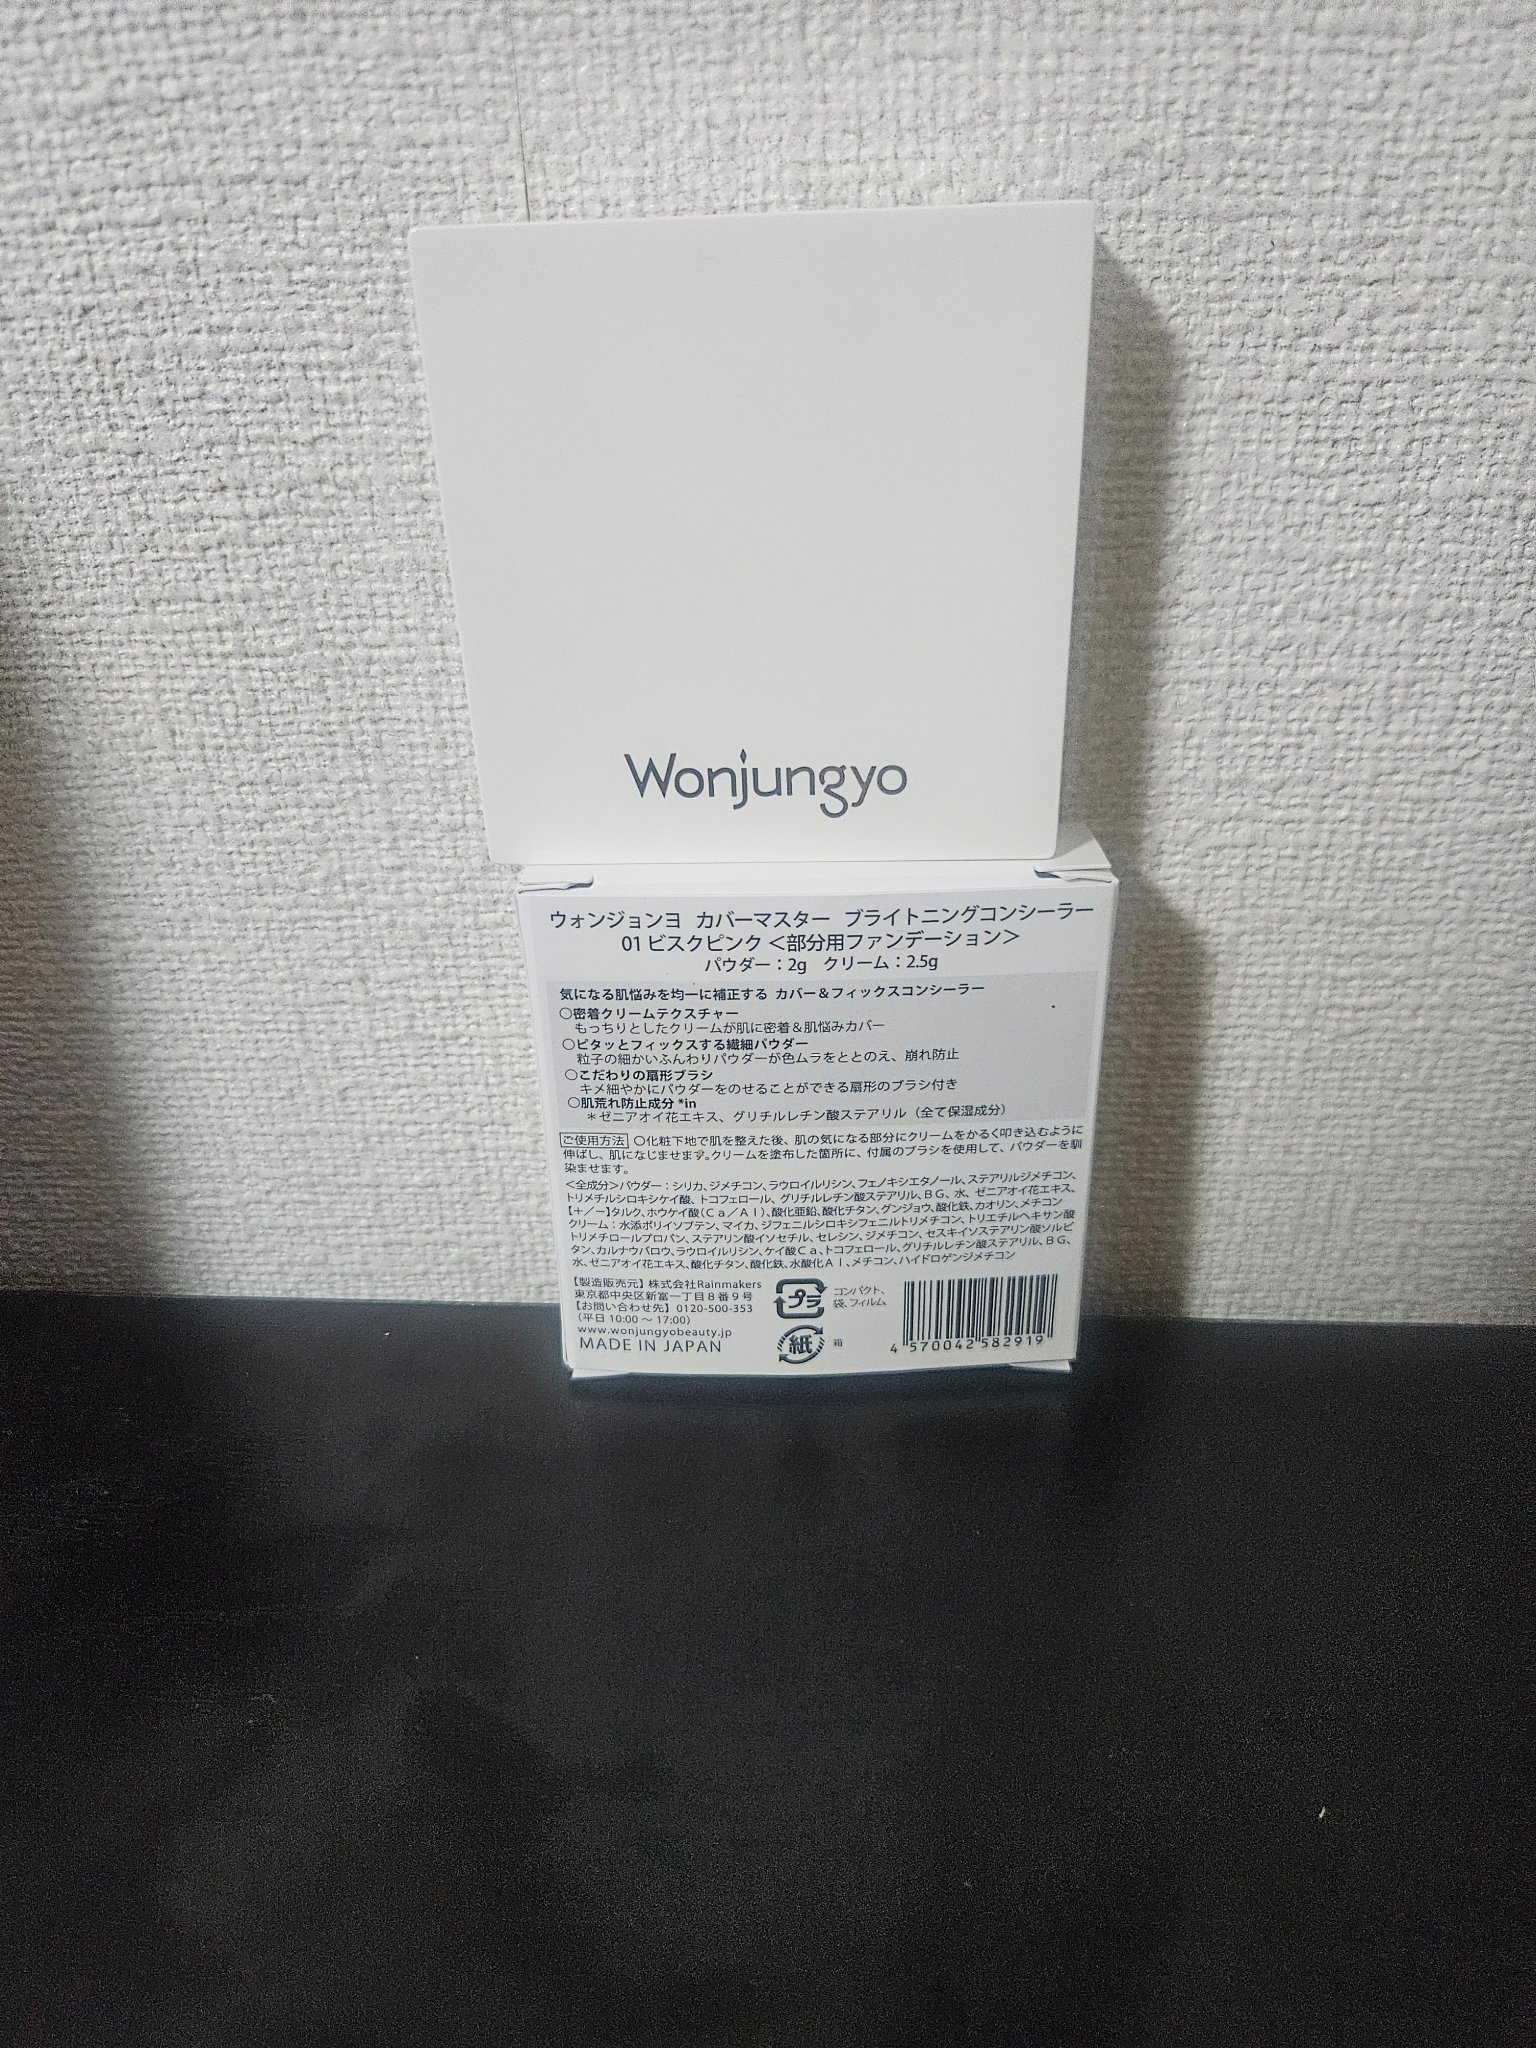 Wonjungyo
ウォンジョンヨ カバーマスター ブライトニングコンシーラー
01 ビスクピンク＜部分用ファンデーション＞
パウダー：2g クリーム：2.5g
気になる肌悩みを均一に補正する カバー＆フィックスコンシーラー
○密着クリームテクスチャー
もっちりとしたクリームが肌に密着＆肌悩みカバー
○ピタッとフィックスする繊細パウダー
粒子の細かいふんわりパウダーが色ムラをととのえ、崩れ防止
○こだわりの扇形ブラシ
キメ細やかにパウダーをのせることができる扇形のブラシ付き
○肌荒れ防止成分*in
＊ゼニアオイ花エキス、グリチルレチン酸ステアリル（全て保湿成分）
ご使用方法 ○化粧下地で肌を整えた後、肌の気になる部分にクリームをかるく叩き込むように
伸ばし、肌になじませます。クリームを塗布した箇所に、付属のブラシを使用して、パウダーを馴
染ませます。
＜全成分＞パウダー：シリカ、ジメチコン、ラウロイルリシン、フェノキシエタノール、ステアリルジメチコン、
トリメチルシロキシケイ酸、トコフェロール、グリチルレチン酸ステアリル、ＢＧ、水、ゼニアオイ花エキス、
【＋／－】タルク、ホウケイ酸（Ｃａ／Ａｌ）、酸化亜鉛、酸化チタン、グンジョウ、酸化鉄、カオリン、メチコン
クリーム：水添ポリイソブテン、マイカ、ジフェニルシロキシフェニルトリメチコン、トリエチルヘキサン酸
トリメチロールプロパン、ステアリン酸イソセチル、セレシン、ジメチコン、セスキイソステアリン酸ソルビ
タン、カルナウバロウ、ラウロイルリシン、ケイ酸Ｃａ、トコフェロール、グリチルレチン酸ステアリル、ＢＧ、
水、ゼニアオイ花エキス、酸化チタン、酸化鉄、水酸化Ａｌ、メチコン、ハイドロゲンジメチコン
【製造販売元】株式会社Rainmakers
東京都中央区新富一丁目８番９号
【お問い合わせ先】0120-500-353
（平日 10:00 ～ 17:00）
www.wonjungyobeauty.jp
MADE IN JAPAN
プラ
コンパクト、
袋、フィルム
紙
箱
4 570042 582919